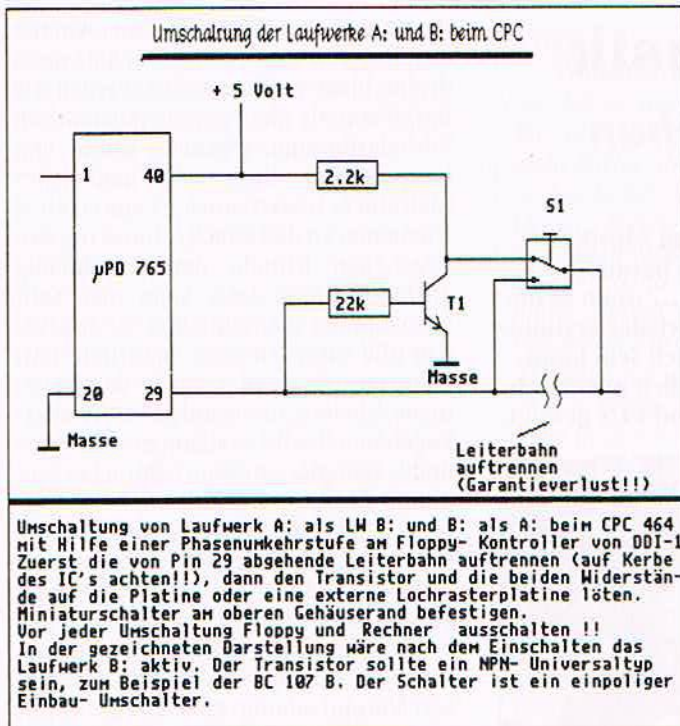 Umschaltung der Laufwerke A: und B: beim CPC
+ 5 Volt
1 40
2.2k
S1
µPD 765
22k
T1
Masse
20 29
Masse
Leiterbahn
auftrennen
(Garantieverlust!!)
Umschaltung von Laufwerk A: als LW B: und B: als A: beim CPC 464
mit Hilfe einer Phasenumkehrstufe am Floppy- Kontroller von DDI-1
Zuerst die von Pin 29 abgehende Leiterbahn auftrennen (auf Kerbe
des IC's achten!!), dann den Transistor und die beiden Widerstän-
de auf die Platine oder eine externe Lochrasterplatine löten.
Miniaturschalter am oberen Gehäuserand befestigen.
Vor jeder Umschaltung Floppy und Rechner ausschalten !!
In der gezeichneten Darstellung wäre nach dem Einschalten das
Laufwerk B: aktiv. Der Transistor sollte ein NPN- Universaltyp
sein, zum Beispiel der BC 107 B. Der Schalter ist ein einpoliger
Einbau- Umschalter.